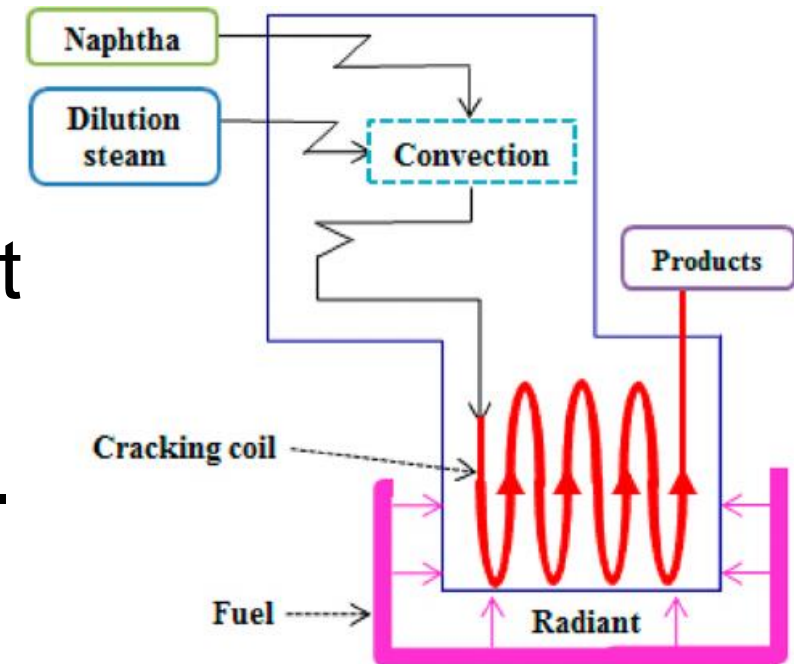 Naphtha
Dilution
steam
Convection
t
Products
Cracking coil
.
Fuel
Radiant